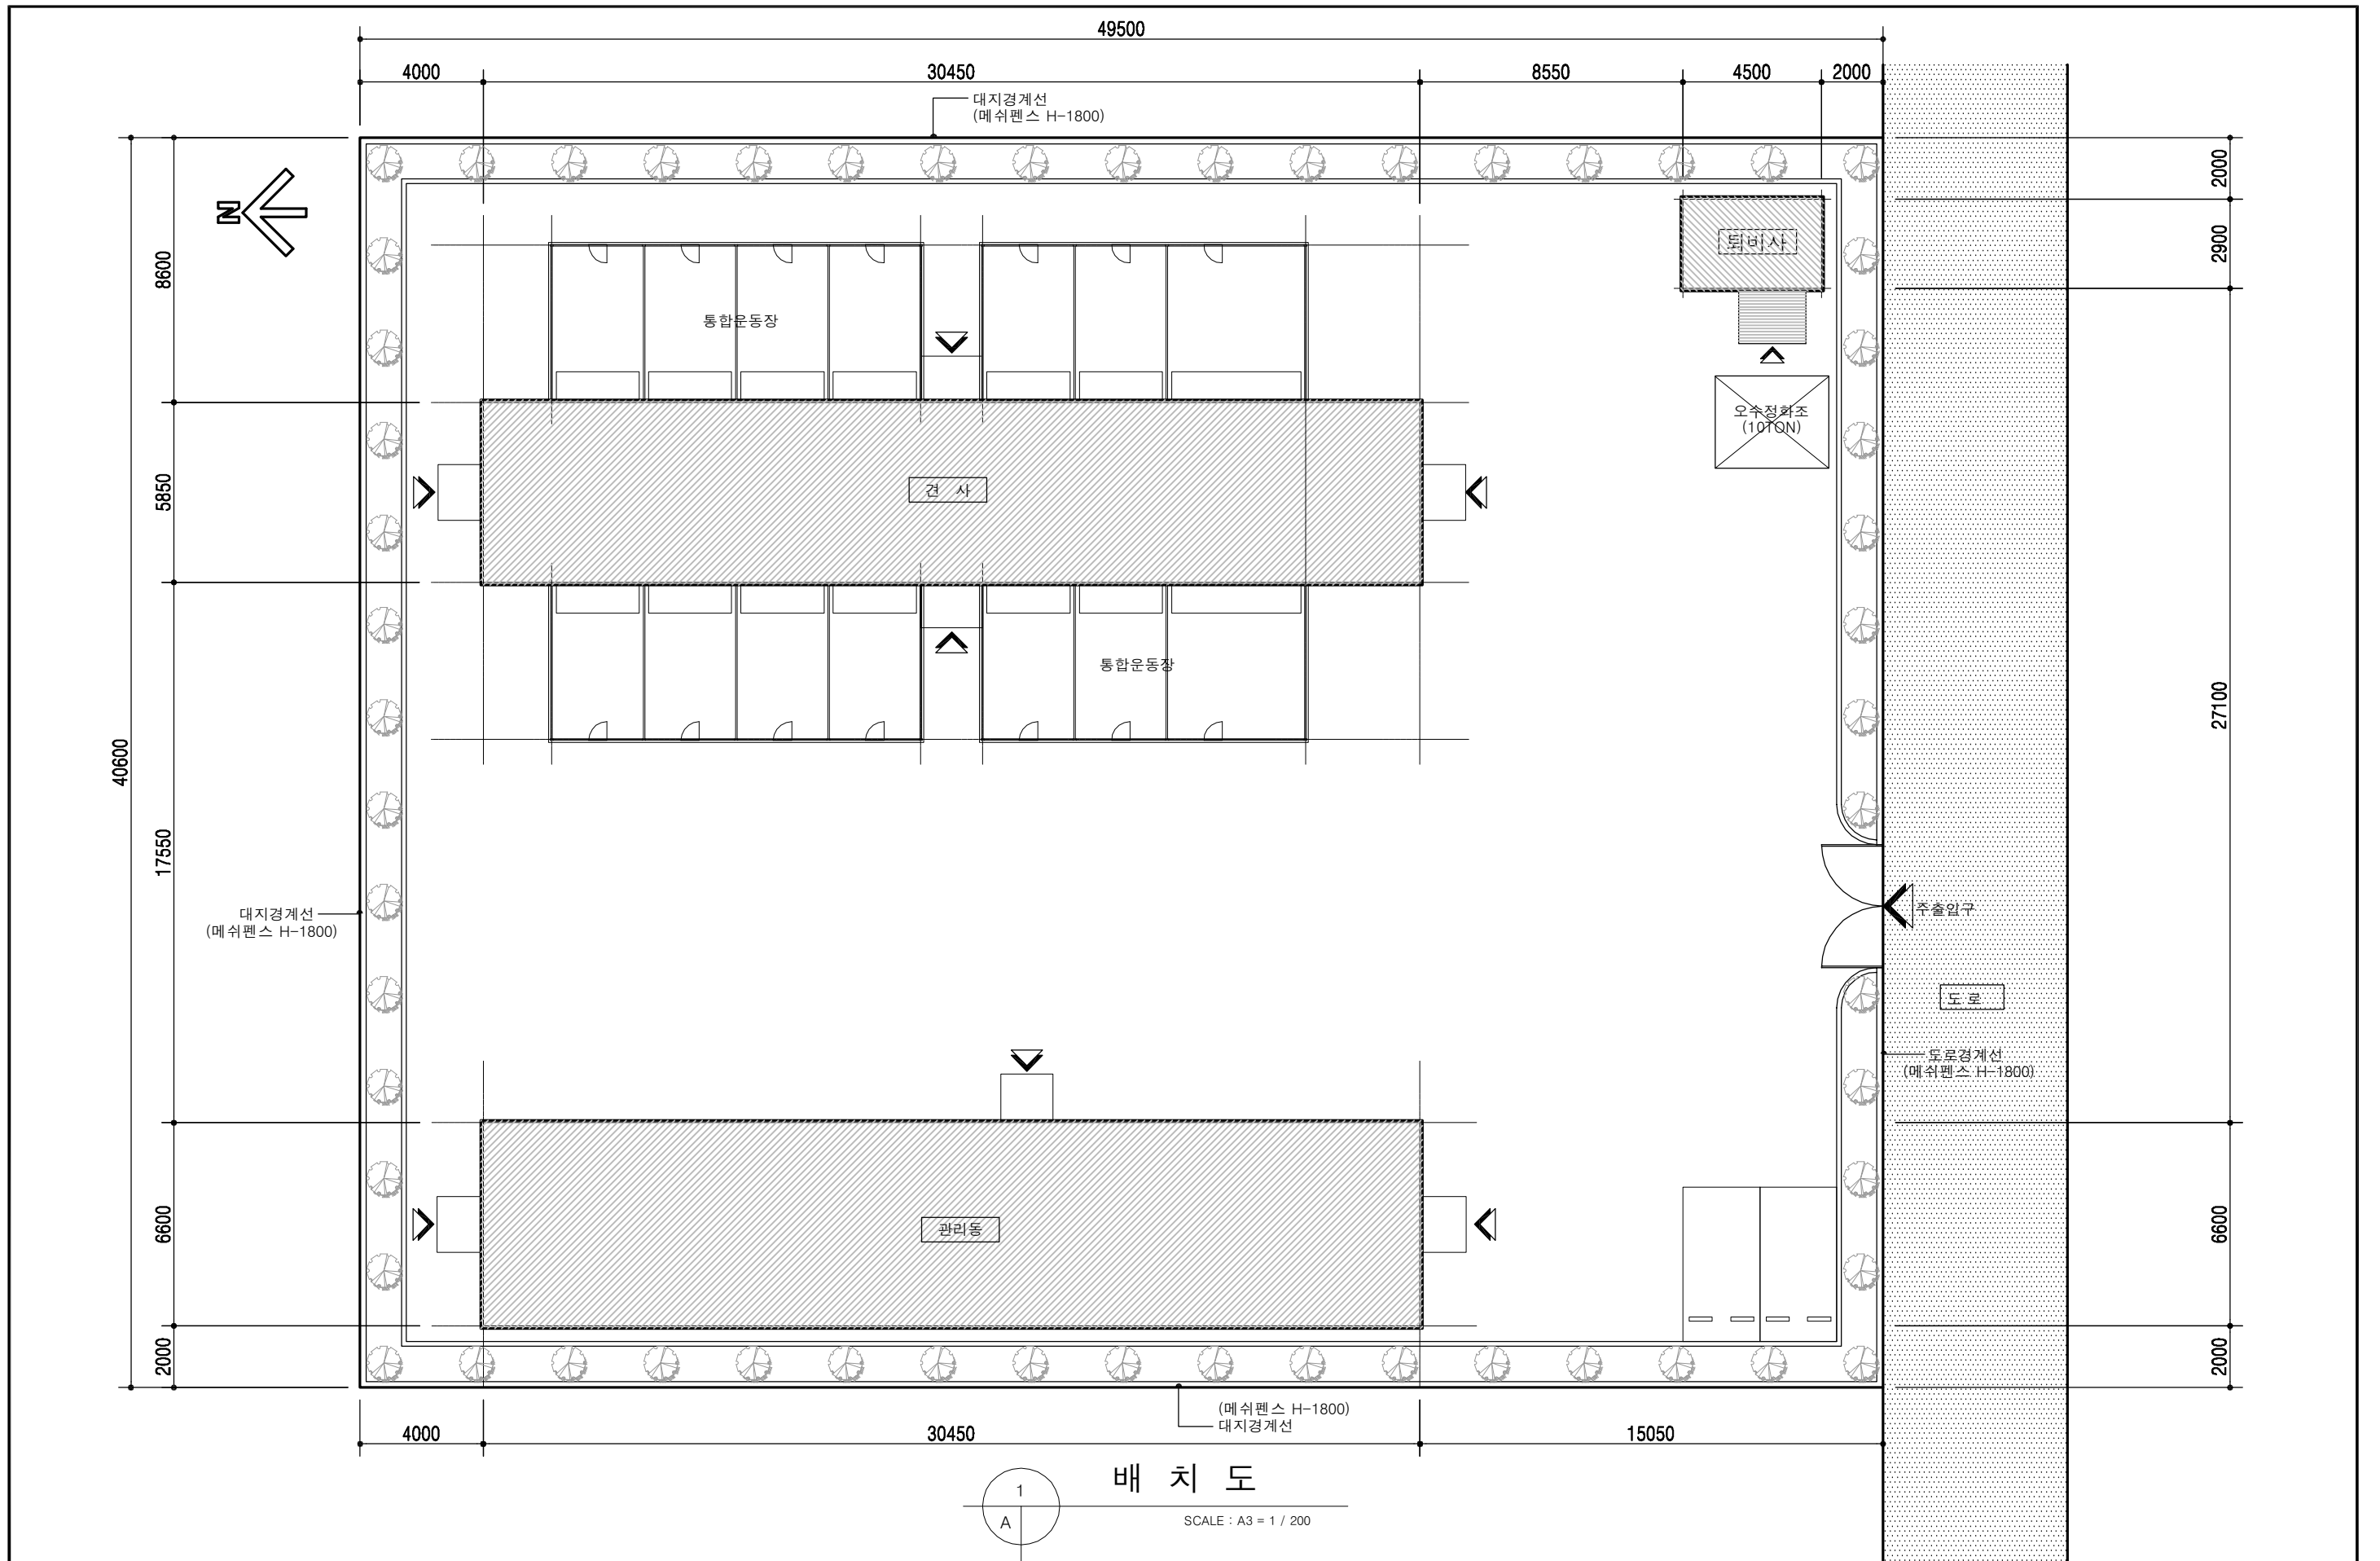 49500
4000 30450 8550 4500 2000
대지경계선
(메쉬펜스 H-1800)
N
2000
2900
27100
6600
2000
40600
8600
5850
17550
6600
2000
퇴비사
통합운동장
오수정화조
(10TON)
견 사
통합운동장
대지경계선
(메쉬펜스 H-1800)
주출입구
도로
도로경계선
(메쉬펜스 H-1800)
관리동
(메쉬펜스 H-1800)
대지경계선
4000 30450 15050
배 치 도
1
A
SCALE : A3 = 1 / 200